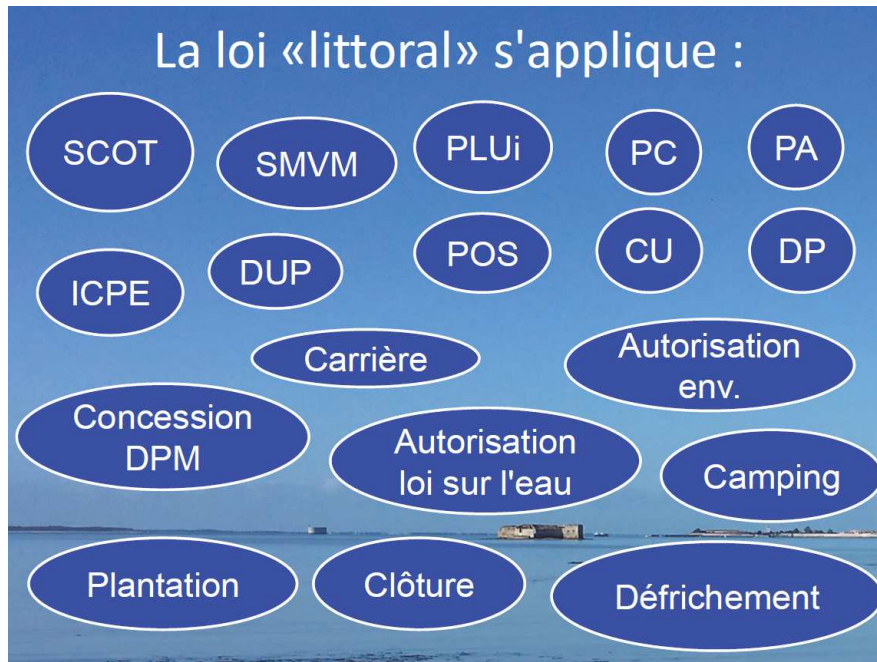 La loi «littoral» s'applique :
SCOT
SMVM
PLUi
PC
PA
ICPE
DUP
POS
CU
DP
Carrière
Autorisation
env.
Concession
DPM
Autorisation
loi sur l'eau
Camping
Plantation
Clôture
Défrichement